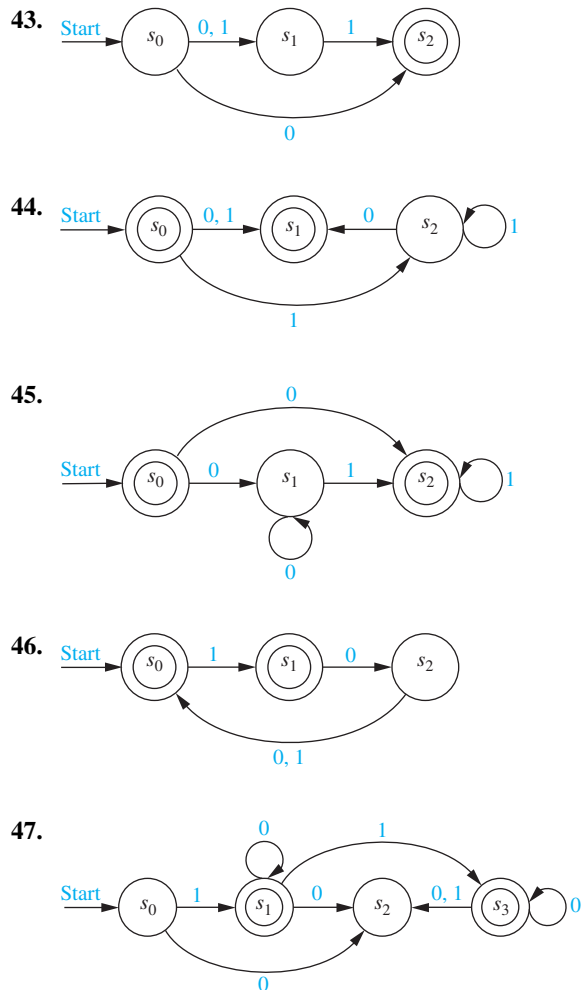 43.
Start s0 0, 1 s1 1 s2
0
44.
Start s0 0, 1 s1 0 s2 1
1
45.
0
Start s0 0 s1 1 s2 1
0
46.
Start s0 1 s1 0 s2
0, 1
47.
0 1
Start s0 1 s1 0 s2 0, 1 s3 0
0